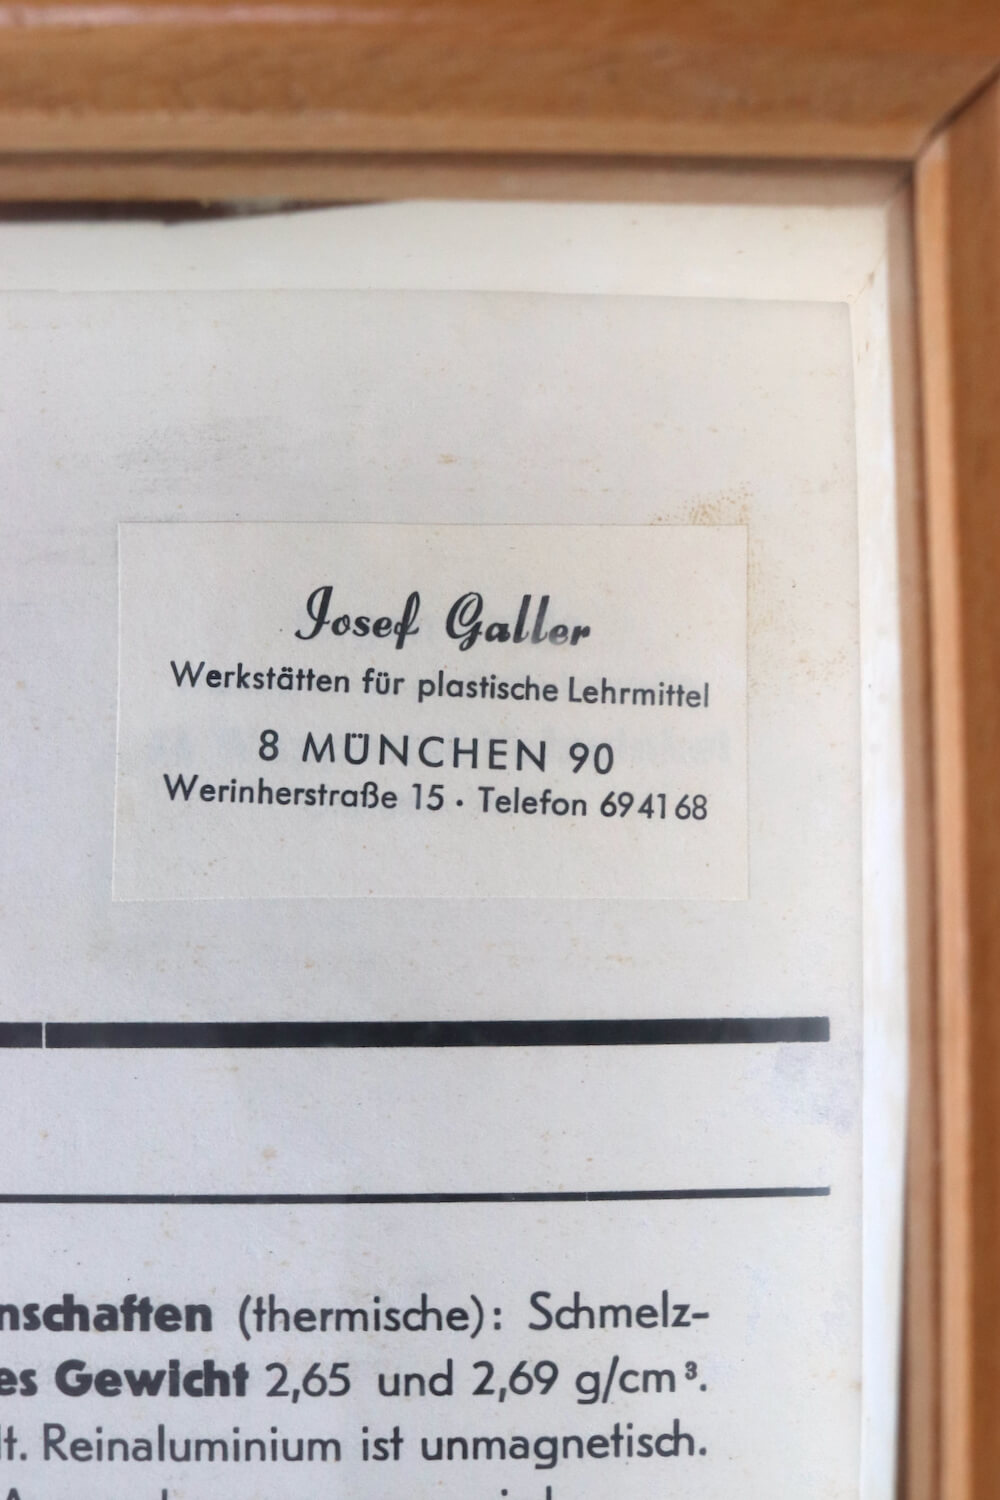 Josef Galler
Werkstätten für plastische Lehrmittel
8 MÜNCHEN 90
Werinherstraße 15 · Telefon 694168
nschaften (thermische): Schmelz-
es Gewicht 2,65 und 2,69 g/cm³.
lt. Reinaluminium ist unmagnetisch.